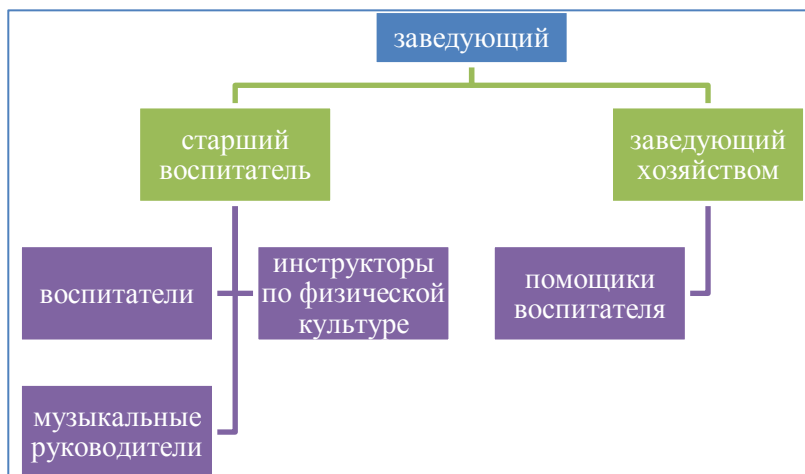 заведующий
старший
воспитатель
заведующий
хозяйством
воспитатели
инструкторы
по физической
культуре
помощики
воспитателя
музыкальные
руководители